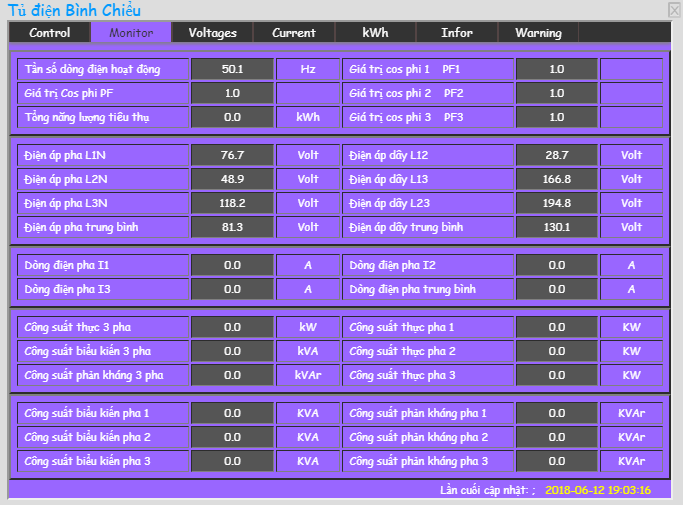 Tủ điện Bình Chiểu
Control Monitor Voltages Current kWh Infor Warning
Tần số dòng điện hoạt động 50.1 Hz Giá trị cos phi 1 PF1 1.0
Giá trị Cos phi PF 1.0 Giá trị cos phi 2 PF2 1.0
Tổng năng lượng tiêu thụ 0.0 kWh Giá trị cos phi 3 PF3 1.0
Điện áp pha L1N 76.7 Volt Điện áp dây L12 28.7 Volt
Điện áp pha L2N 48.9 Volt Điện áp dây L13 166.8 Volt
Điện áp pha L3N 118.2 Volt Điện áp dây L23 194.8 Volt
Điện áp pha trung bình 81.3 Volt Điện áp dây trung bình 130.1 Volt
Dòng điện pha I1 0.0 A Dòng điện pha I2 0.0 A
Dòng điện pha I3 0.0 A Dòng điện pha trung bình 0.0 A
Công suất thực 3 pha 0.0 kW Công suất thực pha 1 0.0 KW
Công suất biểu kiến 3 pha 0.0 kVA Công suất thực pha 2 0.0 KW
Công suất phản kháng 3 pha 0.0 kVAr Công suất thực pha 3 0.0 KW
Công suất biểu kiến pha 1 0.0 KVA Công suất phản kháng pha 1 0.0 KVAr
Công suất biểu kiến pha 2 0.0 KVA Công suất phản kháng pha 2 0.0 KVAr
Công suất biểu kiến pha 3 0.0 KVA Công suất phản kháng pha 3 0.0 KVAr
Lần cuối cập nhật: ; 2018-06-12 19:03:16